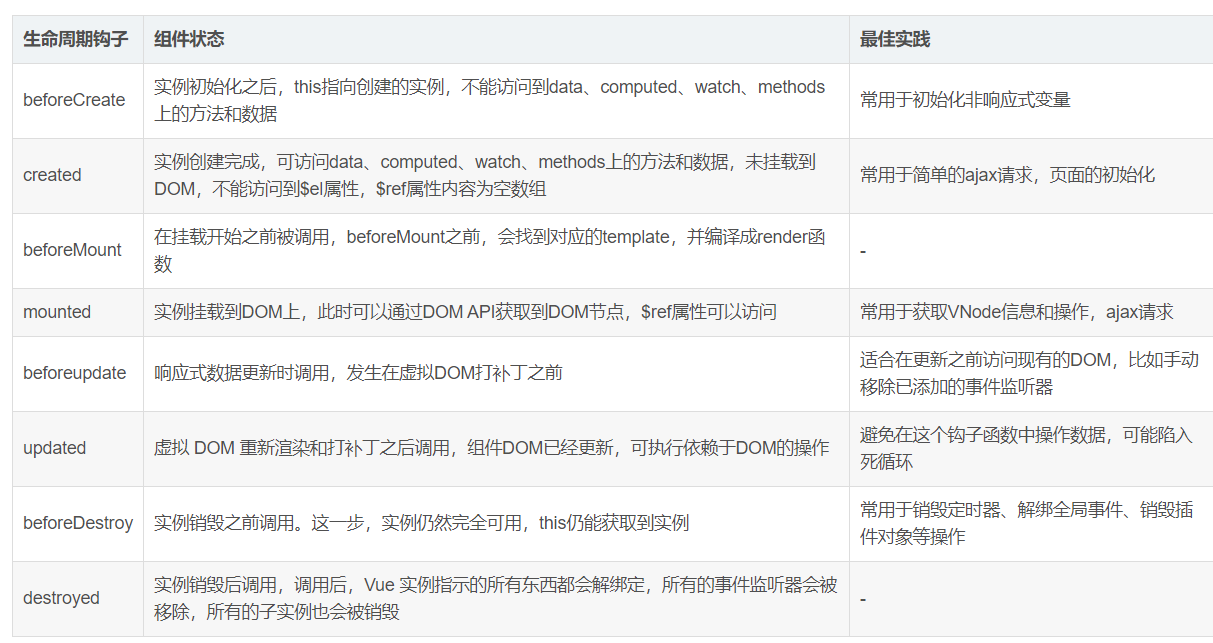 生命周期钩子 组件状态 最佳实践
beforeCreate
实例初始化之后，this指向创建的实例，不能访问到data、computed、watch、methods
上的方法和数据
常用于初始化非响应式变量
created
实例创建完成，可访问data、computed、watch、methods上的方法和数据，未挂载到
DOM，不能访问到$el属性，$ref属性内容为空数组
常用于简单的ajax请求，页面的初始化
beforeMount
在挂载开始之前被调用，beforeMount之前，会找到对应的template，并编译成render函
数
-
mounted
实例挂载到DOM上，此时可以通过DOM API获取到DOM节点，$ref属性可以访问
常用于获取VNode信息和操作，ajax请求
beforeupdate
响应式数据更新时调用，发生在虚拟DOM打补丁之前
适合在更新之前访问现有的DOM，比如手动
移除已添加的事件监听器
updated
虚拟 DOM 重新渲染和打补丁之后调用，组件DOM已经更新，可执行依赖于DOM的操作
避免在这个钩子函数中操作数据，可能陷入
死循环
beforeDestroy
实例销毁之前调用。这一步，实例仍然完全可用，this仍能获取到实例
常用于销毁定时器、解绑全局事件、销毁插
件对象等操作
destroyed
实例销毁后调用，调用后，Vue 实例指示的所有东西都会解绑定，所有的事件监听器会被
移除，所有的子实例也会被销毁
-